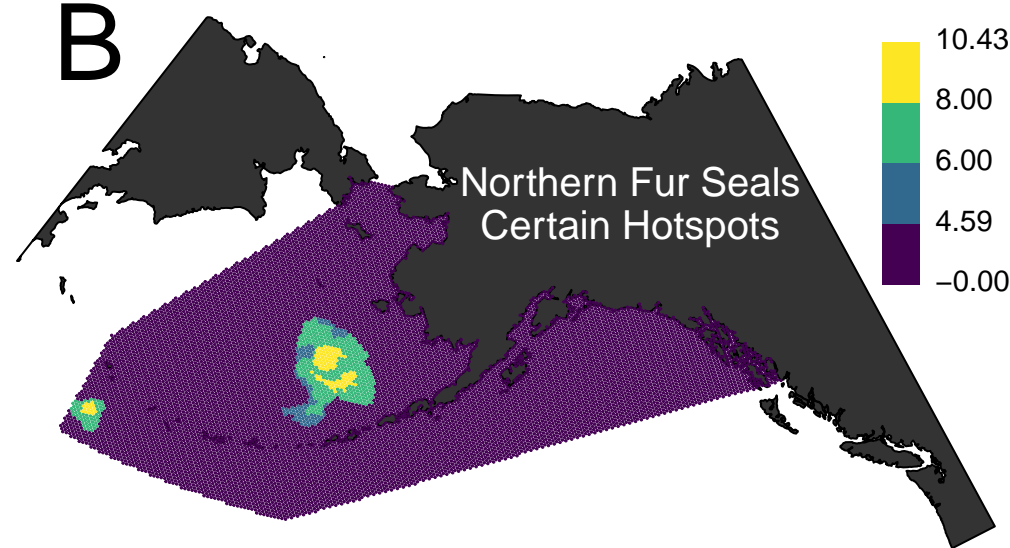 B
Northern Fur Seals
Certain Hotspots
10.43
8.00
6.00
4.59
−0.00